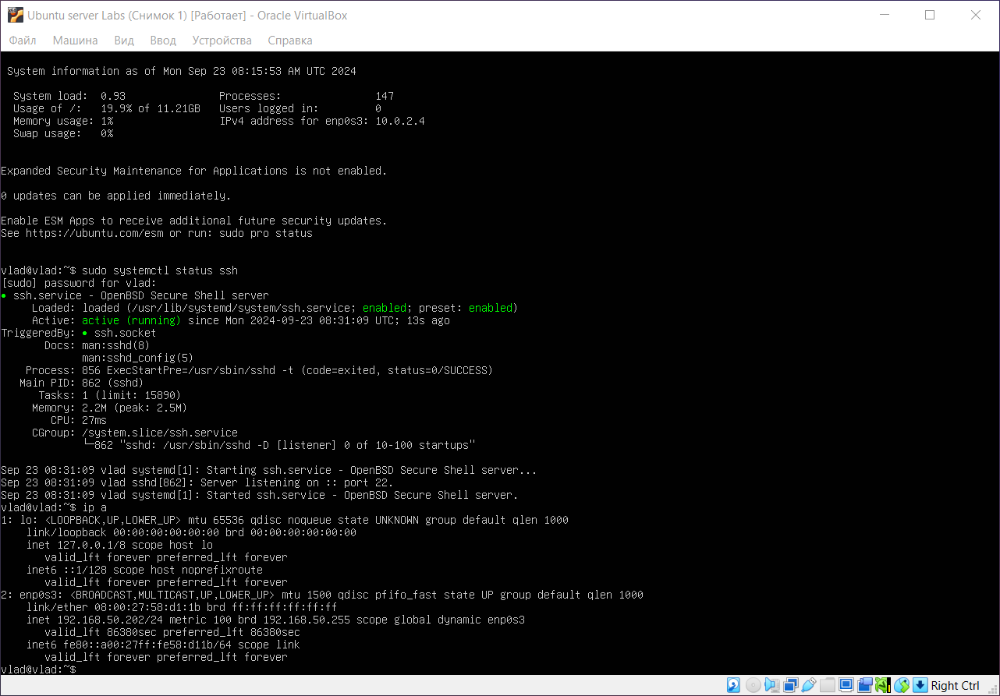 Ubuntu server Labs (Снимок 1) [Работает] - Oracle VirtualBox
Файл Машина Вид Ввод Устройства Справка
System information as of Mon Sep 23 08:15:53 AM UTC 2024
System load: 0.93 Processes: 147
Usage of /: 19.9% of 11.21GB Users logged in: 0
Memory usage: 1% IPv4 address for enp0s3: 10.0.2.4
Swap usage: 0%
Expanded Security Maintenance for Applications is not enabled.
0 updates can be applied immediately.
Enable ESM Apps to receive additional future security updates.
See https://ubuntu.com/esm or run: sudo pro status
vlad@vlad:~$ sudo systemctl status ssh
[sudo] password for vlad:
● ssh.service - OpenBSD Secure Shell server
Loaded: loaded (/usr/lib/systemd/system/ssh.service; enabled; preset: enabled)
Active: active (running) since Mon 2024-09-23 08:31:09 UTC; 13s ago
TriggeredBy: ● ssh.socket
Docs: man:sshd(8)
man:sshd_config(5)
Process: 856 ExecStartPre=/usr/sbin/sshd -t (code=exited, status=0/SUCCESS)
Main PID: 862 (sshd)
Tasks: 1 (limit: 15890)
Memory: 2.2M (peak: 2.5M)
CPU: 27ms
CGroup: /system.slice/ssh.service
└─862 "sshd: /usr/sbin/sshd -D [listener] 0 of 10-100 startups"
Sep 23 08:31:09 vlad systemd[1]: Starting ssh.service - OpenBSD Secure Shell server...
Sep 23 08:31:09 vlad sshd[862]: Server listening on :: port 22.
Sep 23 08:31:09 vlad systemd[1]: Started ssh.service - OpenBSD Secure Shell server.
vlad@vlad:~$ ip a
1: lo: <LOOPBACK,UP,LOWER_UP> mtu 65536 qdisc noqueue state UNKNOWN group default qlen 1000
link/loopback 00:00:00:00:00:00 brd 00:00:00:00:00:00
inet 127.0.0.1/8 scope host lo
valid_lft forever preferred_lft forever
inet6 ::1/128 scope host noprefixroute
valid_lft forever preferred_lft forever
2: enp0s3: <BROADCAST,MULTICAST,UP,LOWER_UP> mtu 1500 qdisc pfifo_fast state UP group default qlen 1000
link/ether 08:00:27:58:d1:1b brd ff:ff:ff:ff:ff:ff
inet 192.168.50.202/24 metric 100 brd 192.168.50.255 scope global dynamic enp0s3
valid_lft 86380sec preferred_lft 86380sec
inet6 fe80::a00:27ff:fe58:d11b/64 scope link
valid_lft forever preferred_lft forever
vlad@vlad:~$
Right Ctrl